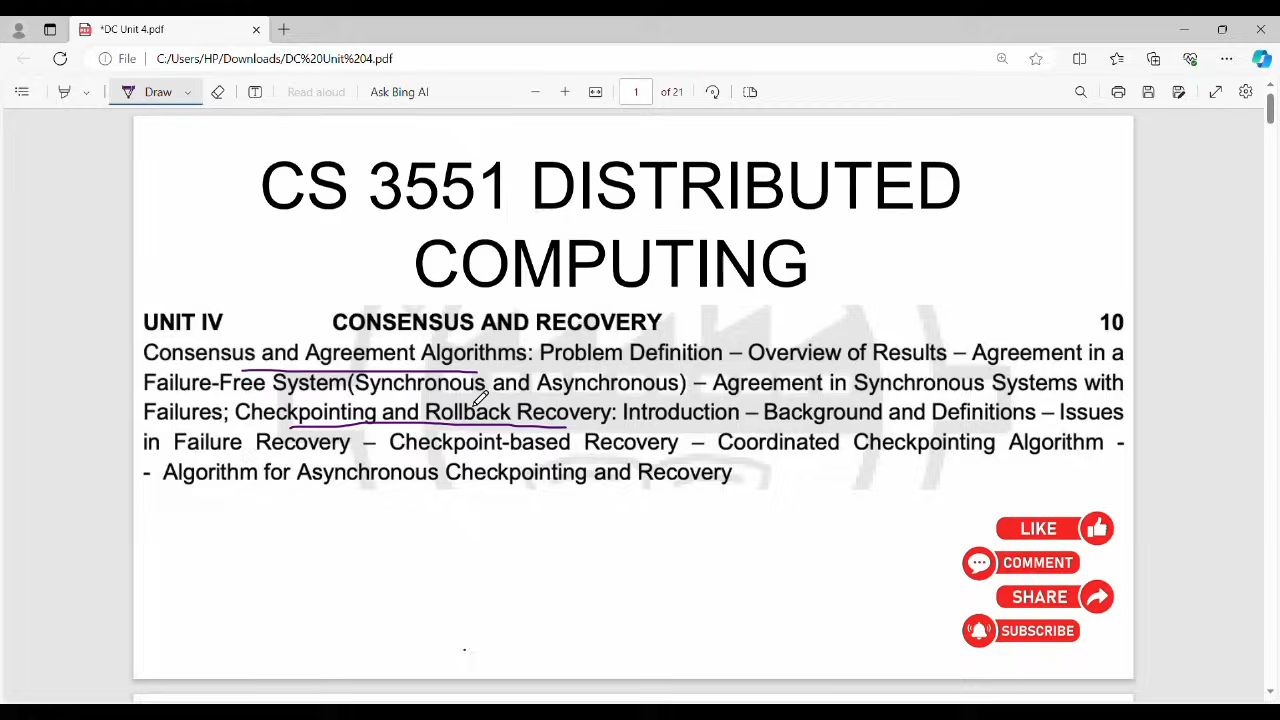 *DC Unit 4.pdf
File C:/Users/HP/Downloads/DC%20Unit%204.pdf
Draw Read aloud Ask Bing AI 1 of 21
CS 3551 DISTRIBUTED
COMPUTING
UNIT IV CONSENSUS AND RECOVERY 10
Consensus and Agreement Algorithms: Problem Definition – Overview of Results – Agreement in a
Failure-Free System(Synchronous and Asynchronous) – Agreement in Synchronous Systems with
Failures; Checkpointing and Rollback Recovery: Introduction – Background and Definitions – Issues
in Failure Recovery – Checkpoint-based Recovery – Coordinated Checkpointing Algorithm -
- Algorithm for Asynchronous Checkpointing and Recovery
LIKE
COMMENT
SHARE
SUBSCRIBE